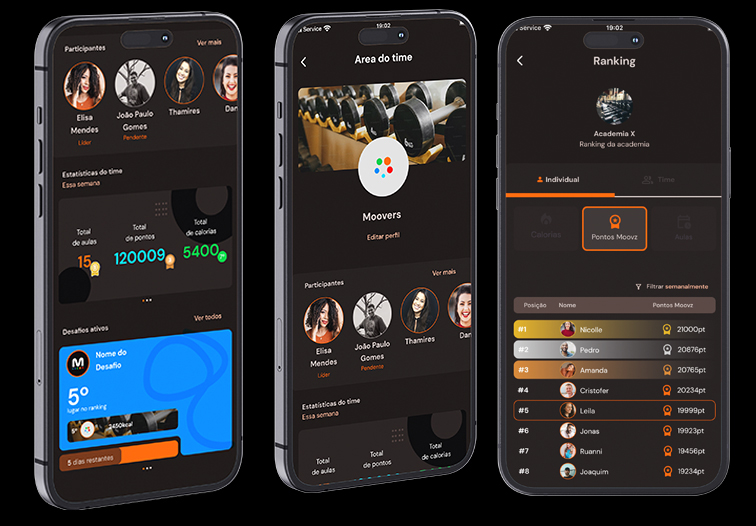 Participantes
Ver mais
Elisa
Mendes
Líder
João Paulo
Gomes
Pendente
Thamires
Dan
Estatísticas do time
Essa semana
Total
de aulas
15
Total
de pontos
120009
Total
de calorias
5400
Desafios ativos
Ver todos
M
Nome do
Desafio
5º
lugar no ranking
5º
2450kcal
5 dias restantes
Service
19:02
Area do time
Moovers
Editar perfil
Participantes
Ver mais
Elisa
Mendes
Líder
João Paulo
Gomes
Pendente
Thamires
Dan
Estatísticas do time
Essa semana
Total
de aulas
Total
de pontos
Total
de calorias
Service
19:02
Ranking
Academia X
Ranking da academia
Individual
Time
Calorias
Pontos Moovz
Aulas
Filtrar semanalmente
Posição Nome Pontos Moovz
#1 Nicolle 21000pt
#2 Pedro 20876pt
#3 Amanda 20765pt
#4 Cristofer 20234pt
#5 Leila 19999pt
#6 Jonas 19923pt
#7 Ruanni 19456pt
#8 Joaquim 19234pt